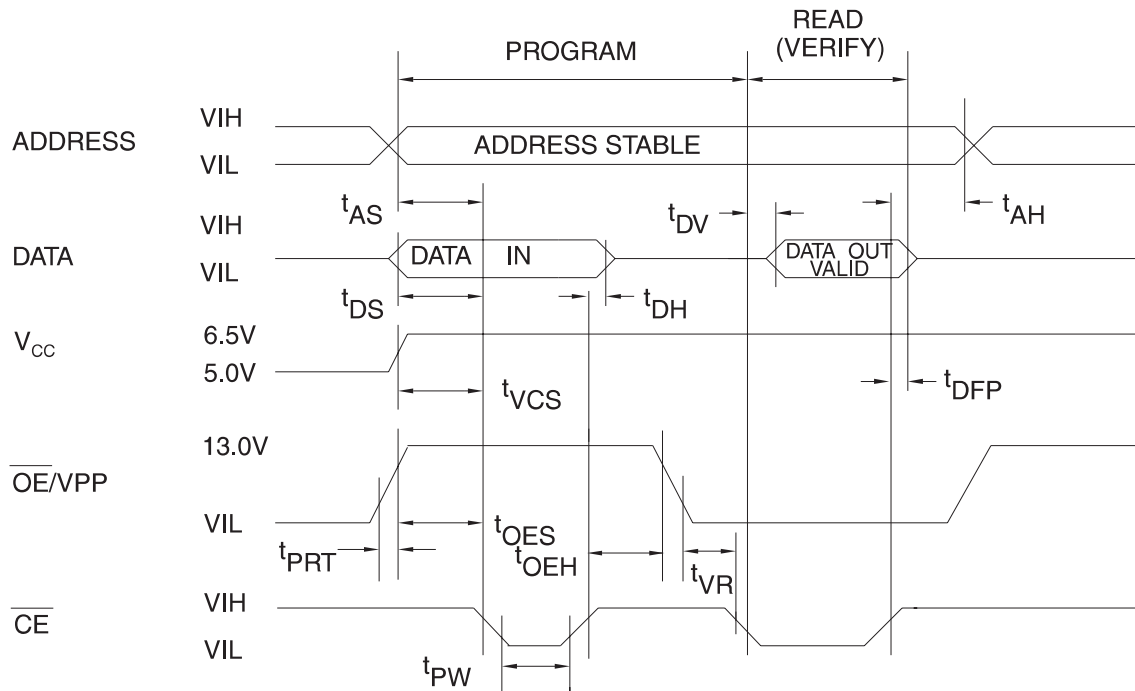 READ
(VERIFY)
PROGRAM
ADDRESS
VIH
VIL
ADDRESS STABLE
tAS
tDV
tAH
DATA
VIH
VIL
DATA IN
DATA OUT
VALID
tDS
tDH
VCC
6.5V
5.0V
tVCS
tDFP
OE/VPP
13.0V
VIL
tPRT
tOES
tOEH
tVR
CE
VIH
VIL
tPW